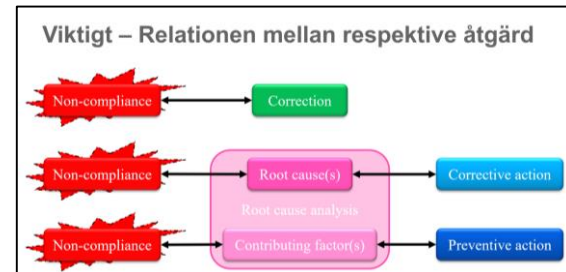 Viktigt – Relationen mellan respektive åtgärd
Non-compliance
Correction
Non-compliance
Root cause(s)
Corrective action
Root cause analysis
Non-compliance
Contributing factor(s)
Preventive action